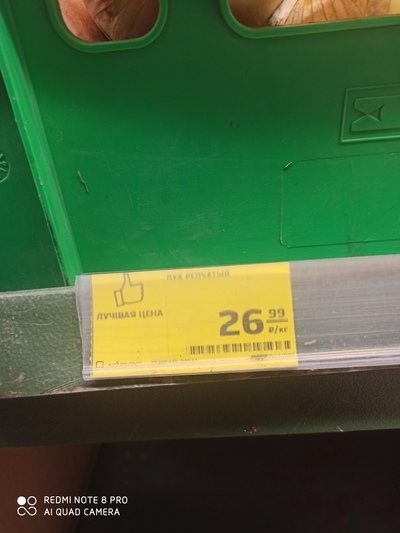 ЛУК РЕПЧАТЫЙ
ЛУЧШАЯ ЦЕНА
26 99
₽/кг
REDMI NOTE 8 PRO
AI QUAD CAMERA